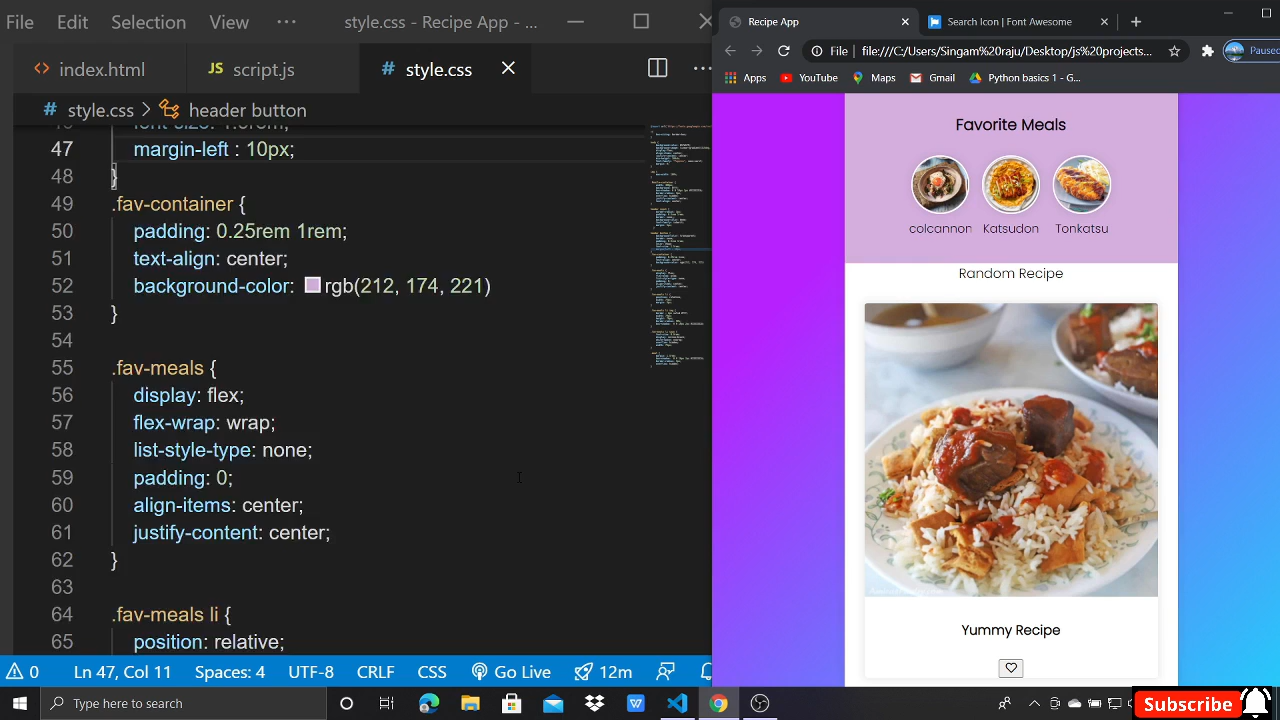 File Edit Selection View style.css - Recipe App - ...
index.html JS script.js # style.css
# style.css > header button
margin-left : 10px;
48 }
49 .fav-container {
50 padding: 0.25rem 1rem;
51 text-align: center;
52 background-color: rgb(212, 174, 221)
53 }
54
55 .fav-meals {
56 display: flex;
57 flex-wrap: wrap;
58 list-style-type: none;
59 padding: 0;
60 align-items: center;
61 justify-content: center;
62 }
63
64 .fav-meals li {
65 position: relative;
0 Ln 47, Col 11 Spaces: 4 UTF-8 CRLF CSS Go Live 12m
Type here to search
Recipe App Search Icon | Font Awesome
File file:///C:/Users/Singam%20raju/Desktop/js%20projects... Paused
Apps YouTube Maps Gmail Python basics 1 - G...
Favorite Meals
Katsudon
Random Recipe
Yummy Recipe
Subscribe